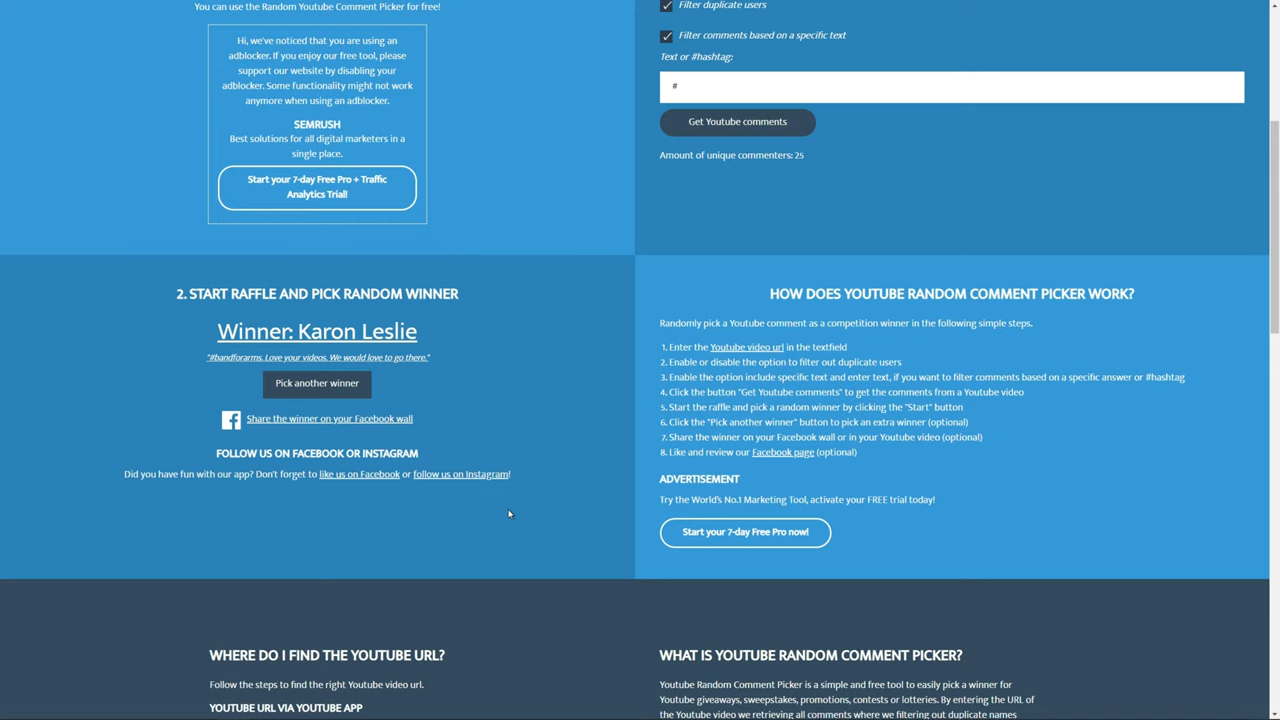 You can use the Random Youtube Comment Picker for free!
Hi, we've noticed that you are using an
adblocker. If you enjoy our free tool, please
support our website by disabling your
adblocker. Some functionality might not work
anymore when using an adblocker.
SEMRUSH
Best solutions for all digital marketers in a
single place.
Start your 7-day Free Pro + Traffic
Analytics Trial!
Filter duplicate users
Filter comments based on a specific text
Text or #hashtag:
#
Get Youtube comments
Amount of unique commenters: 25
2. START RAFFLE AND PICK RANDOM WINNER
Winner: Karon Leslie
"#bandforarms. Love your videos. We would love to go there."
Pick another winner
Share the winner on your Facebook wall
FOLLOW US ON FACEBOOK OR INSTAGRAM
Did you have fun with our app? Don't forget to like us on Facebook or follow us on Instagram!
HOW DOES YOUTUBE RANDOM COMMENT PICKER WORK?
Randomly pick a Youtube comment as a competition winner in the following simple steps.
1. Enter the Youtube video url in the textfield
2. Enable or disable the option to filter out duplicate users
3. Enable the option include specific text and enter text, if you want to filter comments based on a specific answer or #hashtag
4. Click the button "Get Youtube comments" to get the comments from a Youtube video
5. Start the raffle and pick a random winner by clicking the "Start" button
6. Click the "Pick another winner" button to pick an extra winner (optional)
7. Share the winner on your Facebook wall or in your Youtube video (optional)
8. Like and review our Facebook page (optional)
ADVERTISEMENT
Try the World's No.1 Marketing Tool, activate your FREE trial today!
Start your 7-day Free Pro now!
WHERE DO I FIND THE YOUTUBE URL?
Follow the steps to find the right Youtube video url.
YOUTUBE URL VIA YOUTUBE APP
WHAT IS YOUTUBE RANDOM COMMENT PICKER?
Youtube Random Comment Picker is a simple and free tool to easily pick a winner for
Youtube giveaways, sweepstakes, promotions, contests or lotteries. By entering the URL of
the Youtube video we retrieving all comments where we filtering out duplicate names